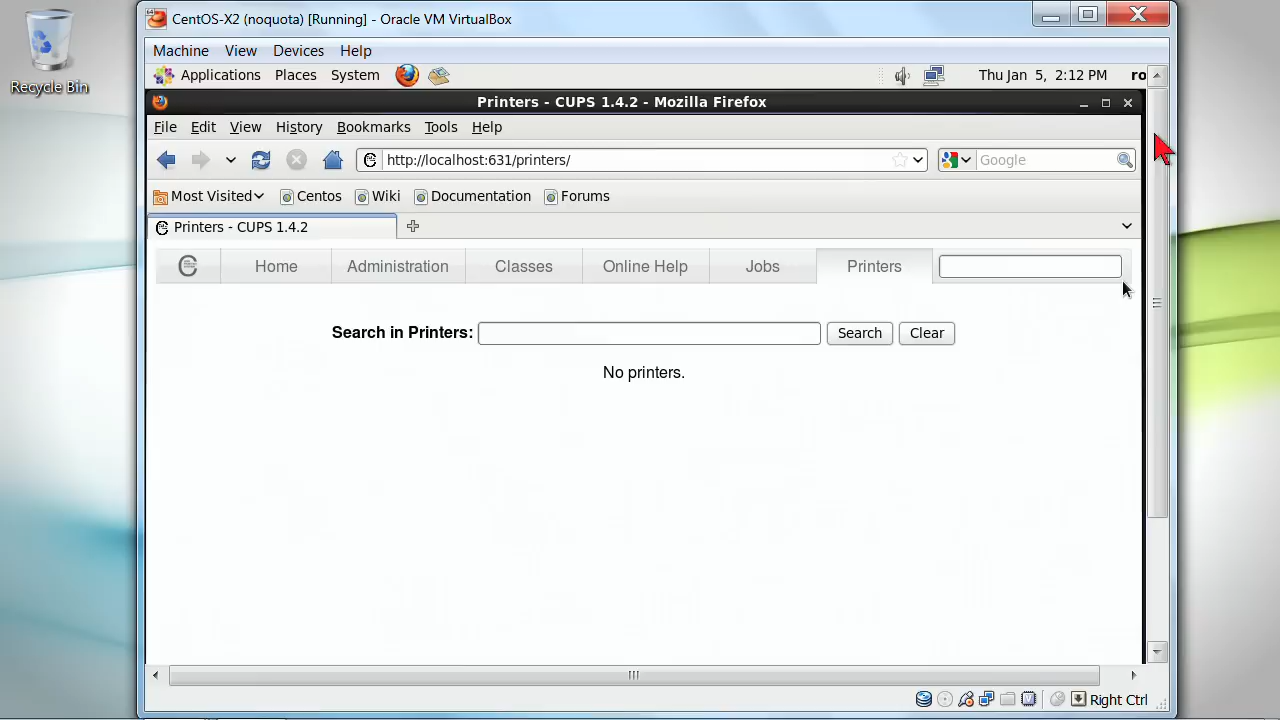 CentOS-X2 (noquota) [Running] - Oracle VM VirtualBox
Machine View Devices Help
Recycle Bin
Applications Places System Thu Jan 5, 2:12 PM ro
Printers - CUPS 1.4.2 - Mozilla Firefox
File Edit View History Bookmarks Tools Help
http://localhost:631/printers/ Google
Most Visited Centos Wiki Documentation Forums
Printers - CUPS 1.4.2
Home Administration Classes Online Help Jobs Printers
Search in Printers: Search Clear
No printers.
Right Ctrl